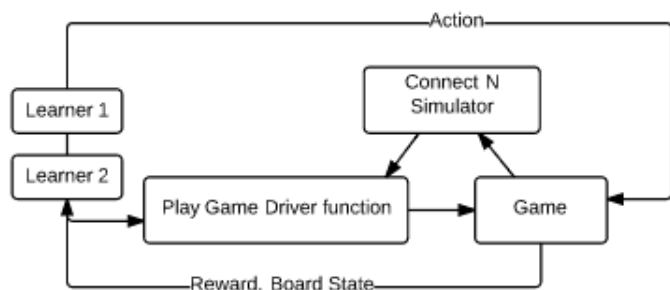 Action
Connect N
Simulator
Learner 1
Learner 2
Play Game Driver function
Game
Reward, Board State